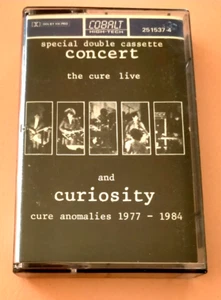 COBALT
HIGH-TECH
251537-4
special double cassette
concert
the cure live
and
curiosity
cure anomalies 1977 - 1984